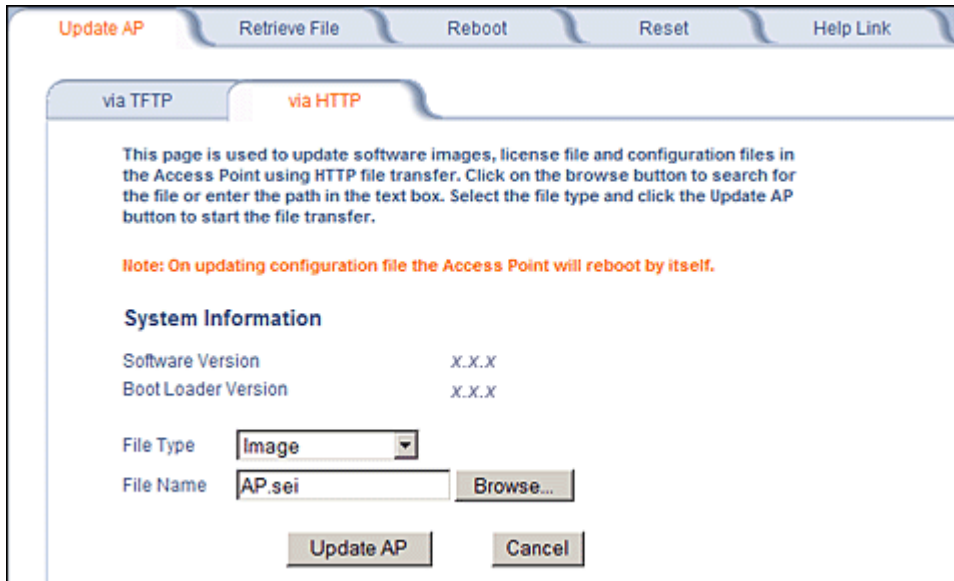 Update AP Retrieve File Reboot Reset Help Link
via TFTP via HTTP
This page is used to update software images, license file and configuration files in
the Access Point using HTTP file transfer. Click on the browse button to search for
the file or enter the path in the text box. Select the file type and click the Update AP
button to start the file transfer.
Note: On updating configuration file the Access Point will reboot by itself.
System Information
Software Version X.X.X
Boot Loader Version X.X.X
File Type Image
File Name AP.sei Browse...
Update AP Cancel